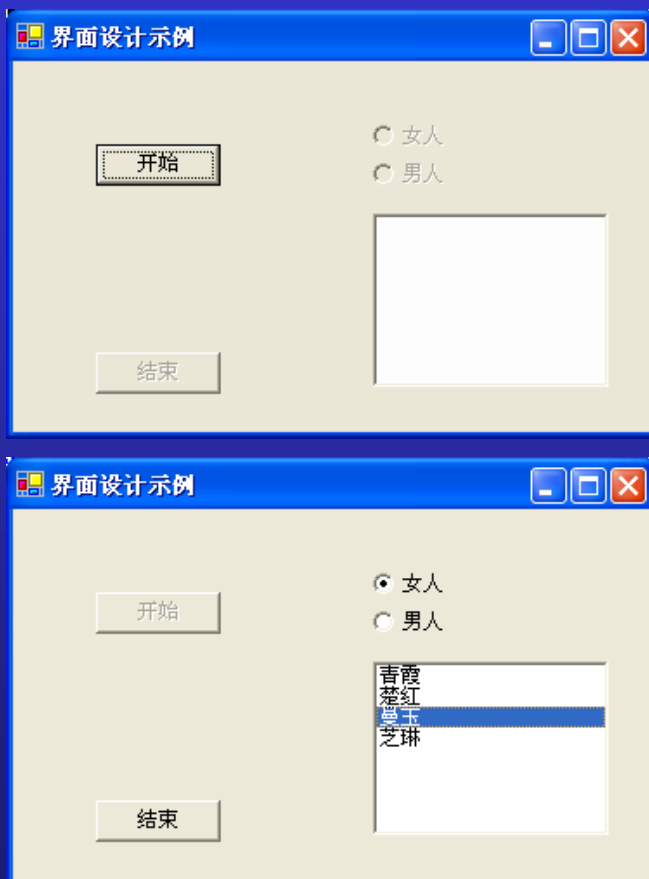 界面设计示例
开始
女人
男人
结束
界面设计示例
开始
女人
男人
青霞
楚红
曼玉
芝琳
结束